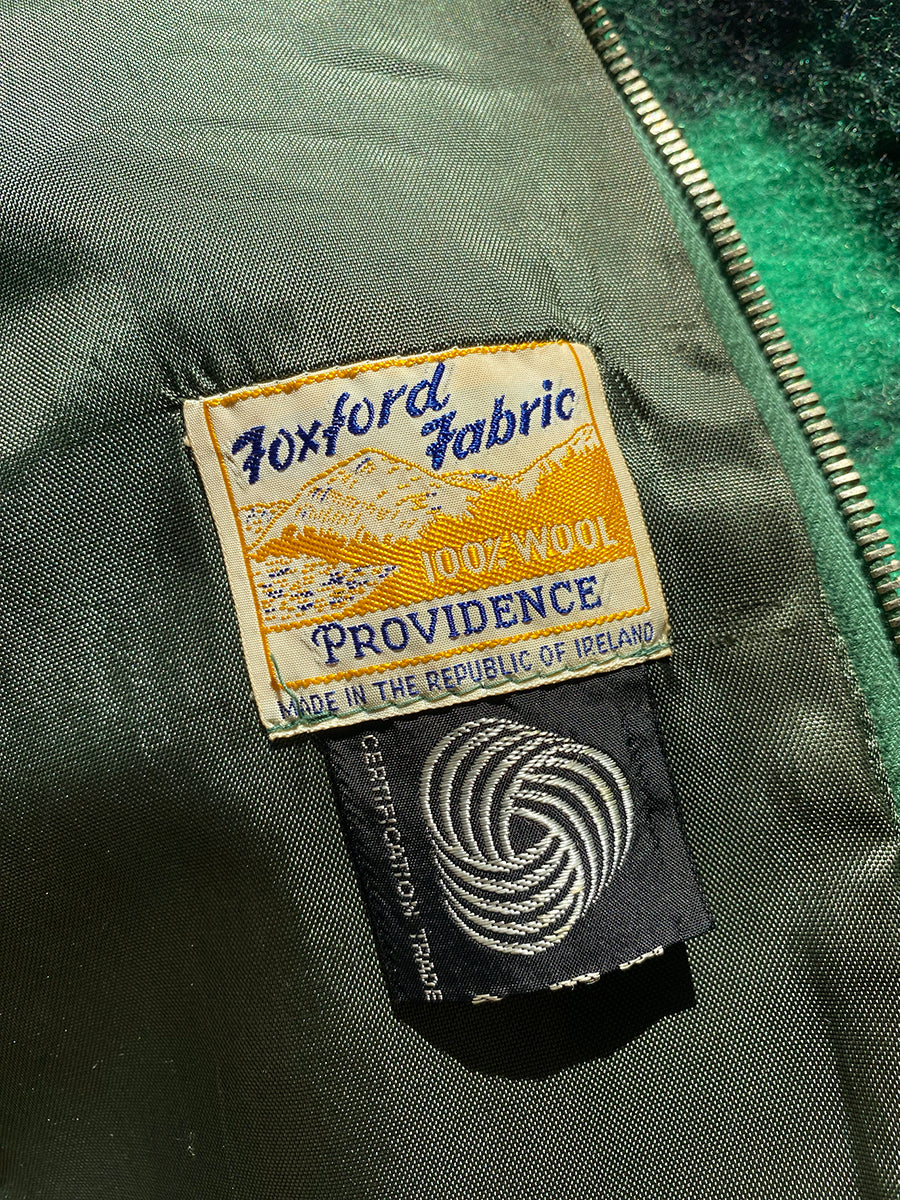 Foxford
Fabric
100% WOOL
PROVIDENCE
MADE IN THE REPUBLIC OF IRELAND
CERTIFICATION TRADE